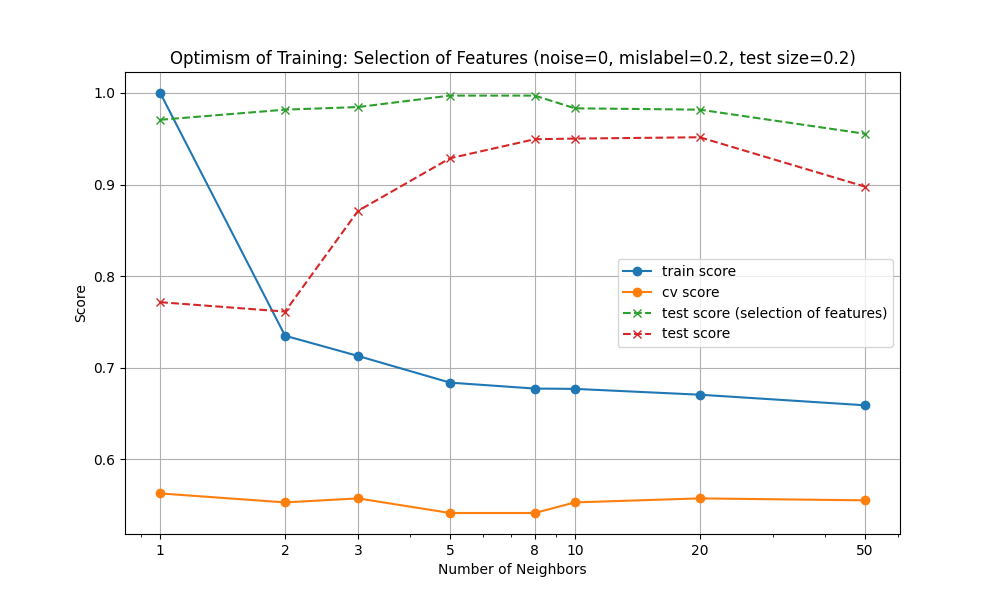 Optimism of Training: Selection of Features (noise=0, mislabel=0.2, test size=0.2)
1.0
0.9
0.8
0.7
0.6
Score
train score
cv score
test score (selection of features)
test score
1 2 3 5 8 10 20 50
Number of Neighbors